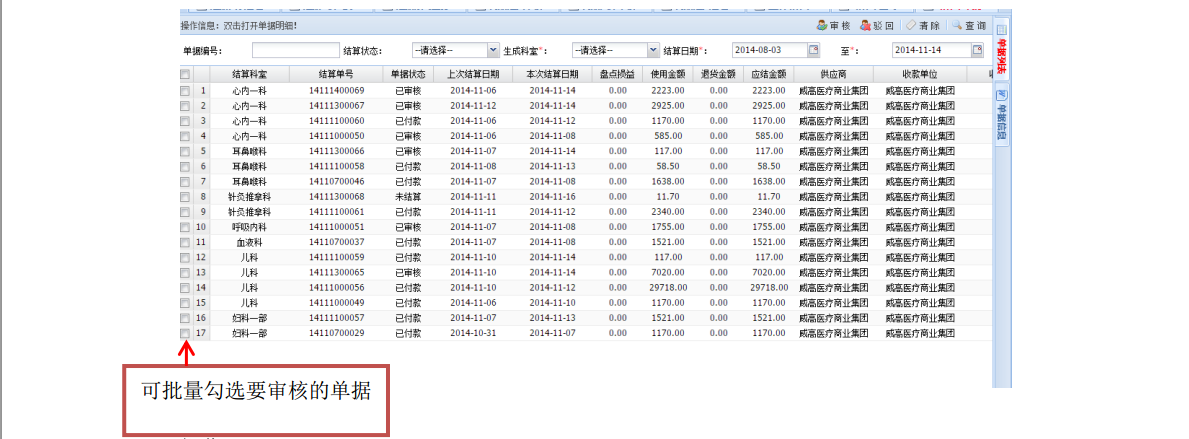 操作信息：双击打开单据明细!
审核 驳回 清除 查询
单据编号： 结算状态： --请选择-- 生成科室*： --请选择-- 结算日期*： 2014-08-03 至*： 2014-11-14
结算科室 结算单号 单据状态 上次结算日期 本次结算日期 盘点损益 使用金额 退货金额 应结金额 供应商 收款单位
1 心内一科 14111400069 已审核 2014-11-06 2014-11-14 0.00 2223.00 0.00 2223.00 威高医疗商业集团 威高医疗商业集团
2 心内一科 14111300067 已审核 2014-11-12 2014-11-14 0.00 2925.00 0.00 2925.00 威高医疗商业集团 威高医疗商业集团
3 心内一科 14111100060 已付款 2014-11-06 2014-11-12 0.00 1170.00 0.00 1170.00 威高医疗商业集团 威高医疗商业集团
4 心内一科 14111000050 已审核 2014-11-06 2014-11-08 0.00 585.00 0.00 585.00 威高医疗商业集团 威高医疗商业集团
5 耳鼻喉科 14111300066 已审核 2014-11-07 2014-11-14 0.00 117.00 0.00 117.00 威高医疗商业集团 威高医疗商业集团
6 耳鼻喉科 14111100058 已付款 2014-11-08 2014-11-13 0.00 58.50 0.00 58.50 威高医疗商业集团 威高医疗商业集团
7 耳鼻喉科 14110700046 已付款 2014-11-07 2014-11-08 0.00 1638.00 0.00 1638.00 威高医疗商业集团 威高医疗商业集团
8 针灸推拿科 14111300068 未结算 2014-11-11 2014-11-16 0.00 11.70 0.00 11.70 威高医疗商业集团 威高医疗商业集团
9 针灸推拿科 14111100061 已付款 2014-11-11 2014-11-12 0.00 2340.00 0.00 2340.00 威高医疗商业集团 威高医疗商业集团
10 呼吸内科 14111000051 已审核 2014-11-07 2014-11-08 0.00 1755.00 0.00 1755.00 威高医疗商业集团 威高医疗商业集团
11 血液科 14110700037 已付款 2014-11-07 2014-11-08 0.00 1521.00 0.00 1521.00 威高医疗商业集团 威高医疗商业集团
12 儿科 14111100059 已付款 2014-11-10 2014-11-14 0.00 117.00 0.00 117.00 威高医疗商业集团 威高医疗商业集团
13 儿科 14111300065 已审核 2014-11-10 2014-11-14 0.00 7020.00 0.00 7020.00 威高医疗商业集团 威高医疗商业集团
14 儿科 14111000056 已付款 2014-11-10 2014-11-12 0.00 29718.00 0.00 29718.00 威高医疗商业集团 威高医疗商业集团
15 儿科 14111000049 已付款 2014-11-06 2014-11-10 0.00 1170.00 0.00 1170.00 威高医疗商业集团 威高医疗商业集团
16 妇科一部 14111100057 已付款 2014-11-07 2014-11-13 0.00 1521.00 0.00 1521.00 威高医疗商业集团 威高医疗商业集团
17 妇科一部 14110700029 已付款 2014-10-31 2014-11-07 0.00 1170.00 0.00 1170.00 威高医疗商业集团 威高医疗商业集团
单据列表
单据信息
可批量勾选要审核的单据